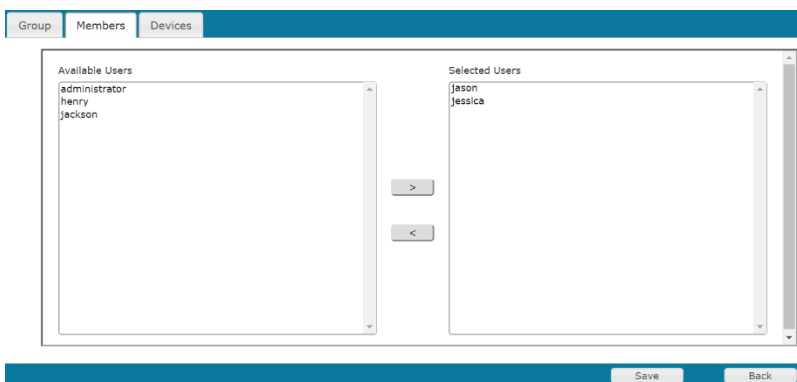 Group Members Devices
Available Users
administrator
henry
jackson
>
<
Selected Users
jason
jessica
Save Back